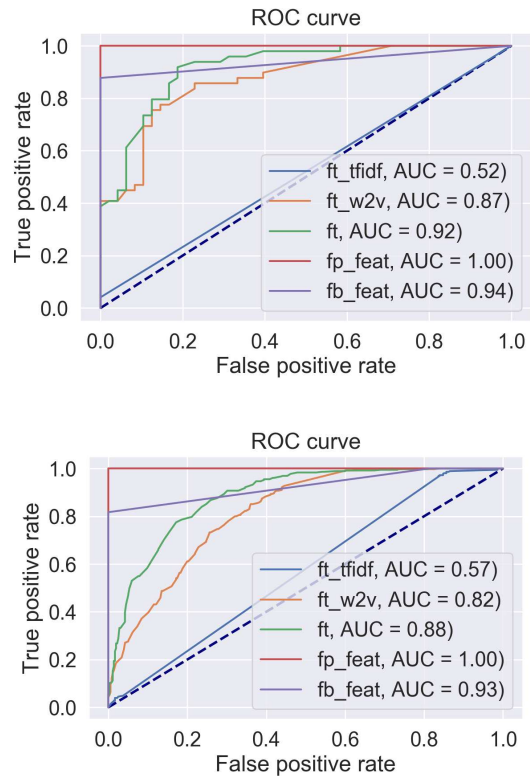 ROC curve
1.0
0.8
0.6
0.4
0.2
0.0
True positive rate
ft_tfidf, AUC = 0.52)
ft_w2v, AUC = 0.87)
ft, AUC = 0.92)
fp_feat, AUC = 1.00)
fb_feat, AUC = 0.94)
0.0 0.2 0.4 0.6 0.8 1.0
False positive rate
ROC curve
1.0
0.8
0.6
0.4
0.2
0.0
True positive rate
ft_tfidf, AUC = 0.57)
ft_w2v, AUC = 0.82)
ft, AUC = 0.88)
fp_feat, AUC = 1.00)
fb_feat, AUC = 0.93)
0.0 0.2 0.4 0.6 0.8 1.0
False positive rate